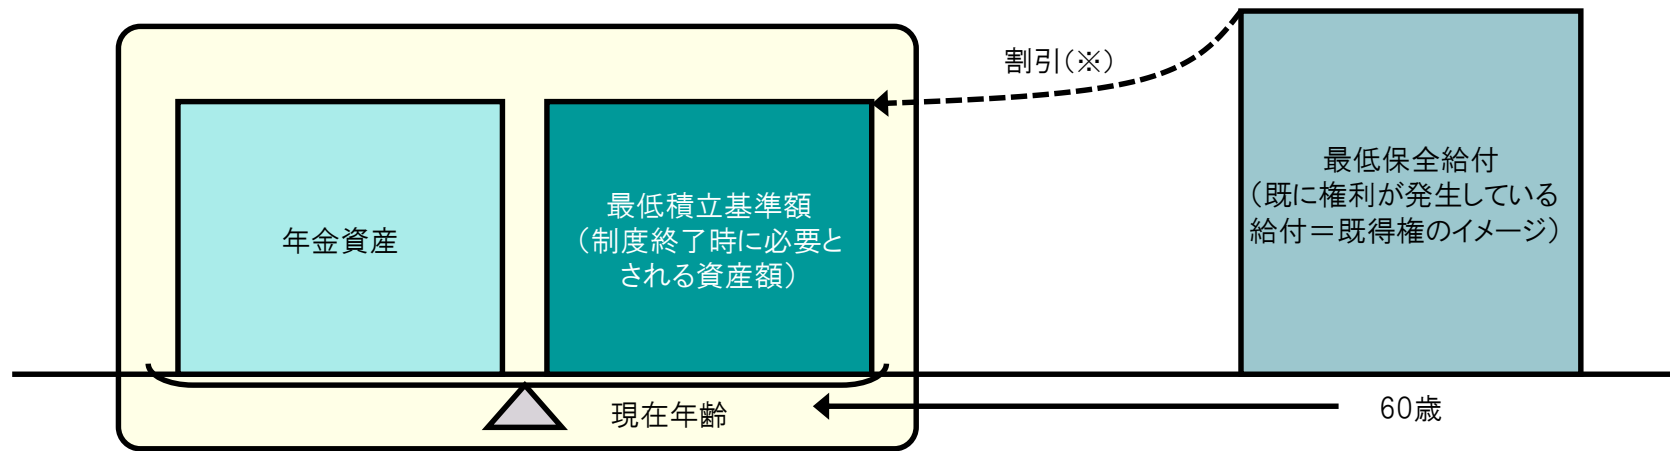 割引（※）
年金資産
最低積立基準額
（制度終了時に必要と
される資産額）
最低保全給付
（既に権利が発生している
給付＝既得権のイメージ）
現在年齢
60歳